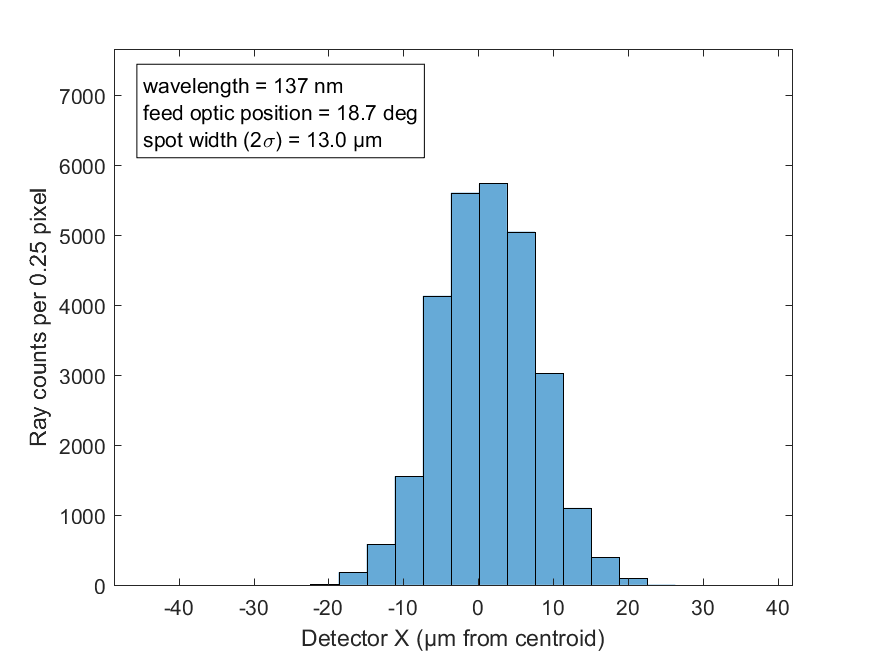 wavelength = 137 nm
feed optic position = 18.7 deg
spot width (2σ) = 13.0 µm
7000
6000
5000
4000
3000
2000
1000
0
Ray counts per 0.25 pixel
-40 -30 -20 -10 0 10 20 30 40
Detector X (µm from centroid)